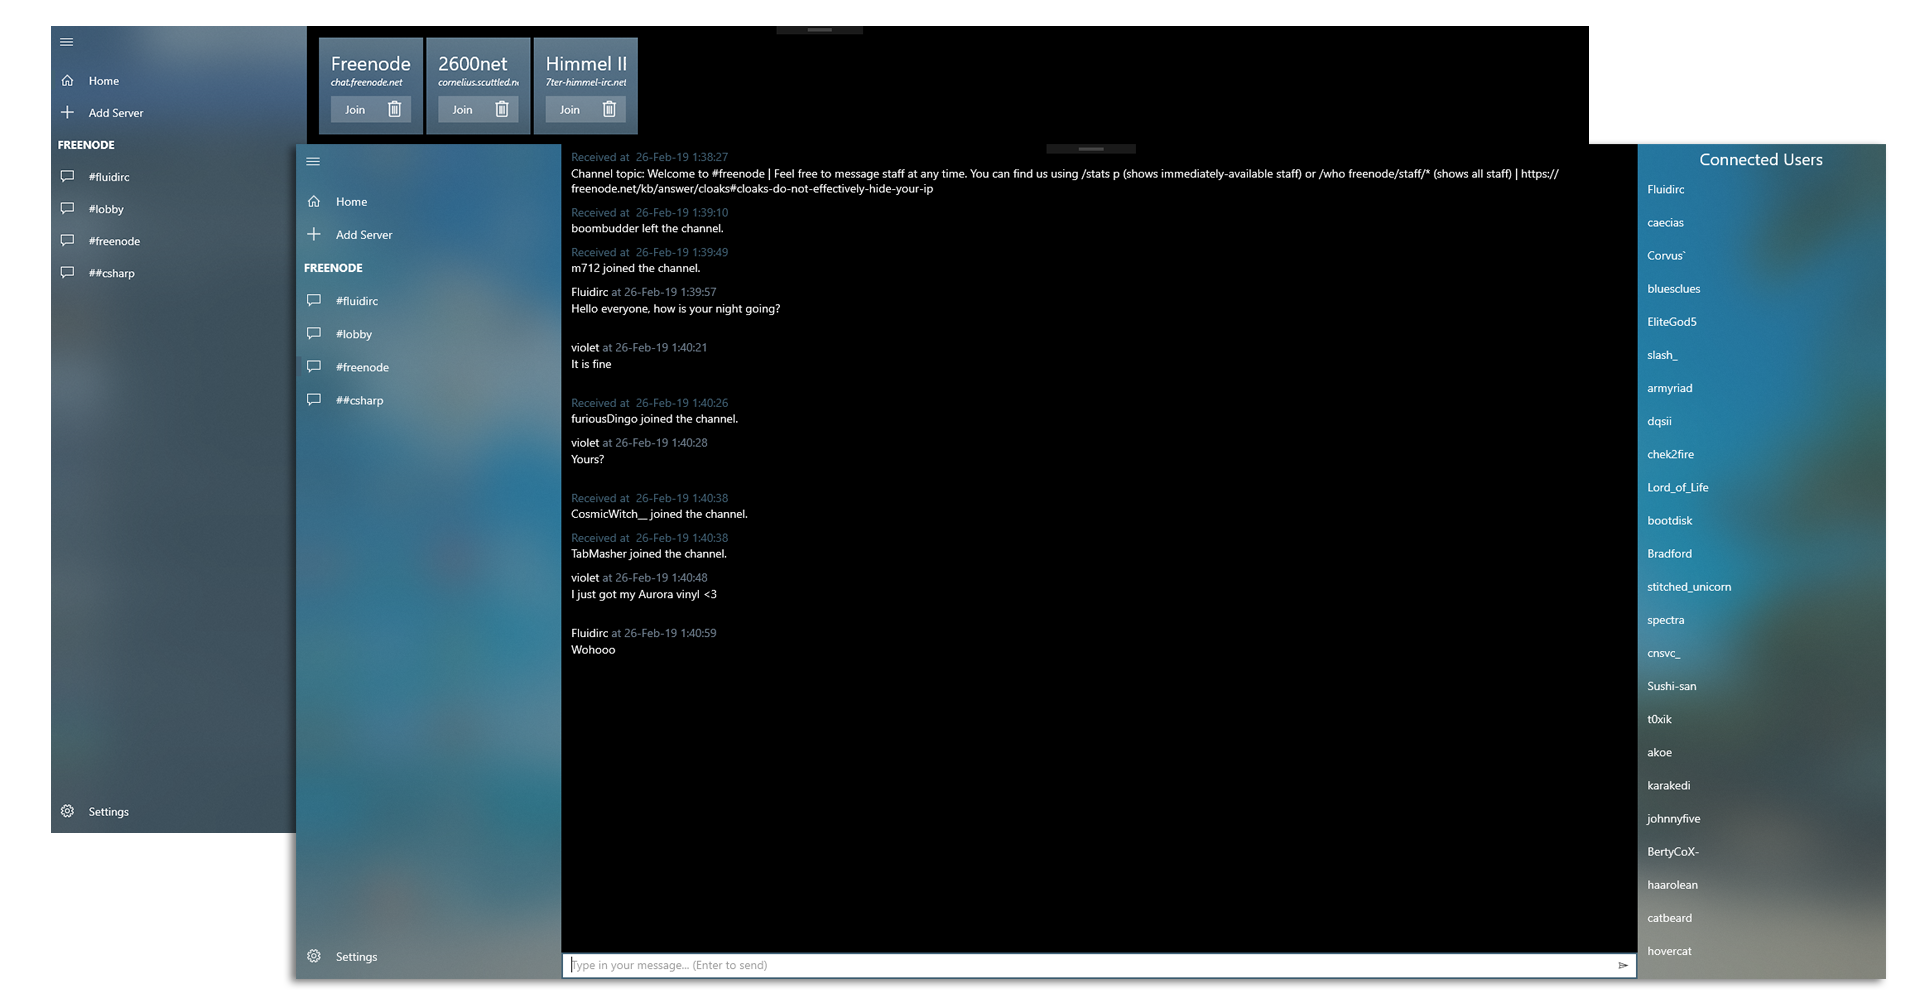 Home
Add Server
FREENODE
#fluidirc
#lobby
#freenode
##csharp
Settings
Freenode
chat.freenode.net
Join
2600net
cornelius.scuttled.n
Join
Himmel I
7ter-himmel-irc.net
Join
Home
Add Server
FREENODE
#fluidirc
#lobby
#freenode
##csharp
Settings
Received at 26-Feb-19 1:38:27
Channel topic: Welcome to #freenode | Feel free to message staff at any time. You can find us using /stats p (shows immediately-available staff) or /who freenode/staff/* (shows all staff) | https://
freenode.net/kb/answer/cloaks#cloaks-do-not-effectively-hide-your-ip
Received at 26-Feb-19 1:39:10
boombudder left the channel.
Received at 26-Feb-19 1:39:49
m712 joined the channel.
Fluidirc at 26-Feb-19 1:39:57
Hello everyone, how is your night going?
violet at 26-Feb-19 1:40:21
It is fine
Received at 26-Feb-19 1:40:26
furiousDingo joined the channel.
violet at 26-Feb-19 1:40:28
Yours?
Received at 26-Feb-19 1:40:38
CosmicWitch__ joined the channel.
Received at 26-Feb-19 1:40:38
TabMasher joined the channel.
violet at 26-Feb-19 1:40:48
I just got my Aurora vinyl <3
Fluidirc at 26-Feb-19 1:40:59
Wohooo
Type in your message... (Enter to send)
Connected Users
Fluidirc
caecias
Corvus`
bluesclues
EliteGod5
slash_
armyriad
dqsii
chek2fire
Lord_of_Life
bootdisk
Bradford
stitched_unicorn
spectra
cnsvc_
Sushi-san
t0xik
akoe
karakedi
johnnyfive
BertyCoX-
haarolean
catbeard
hovercat